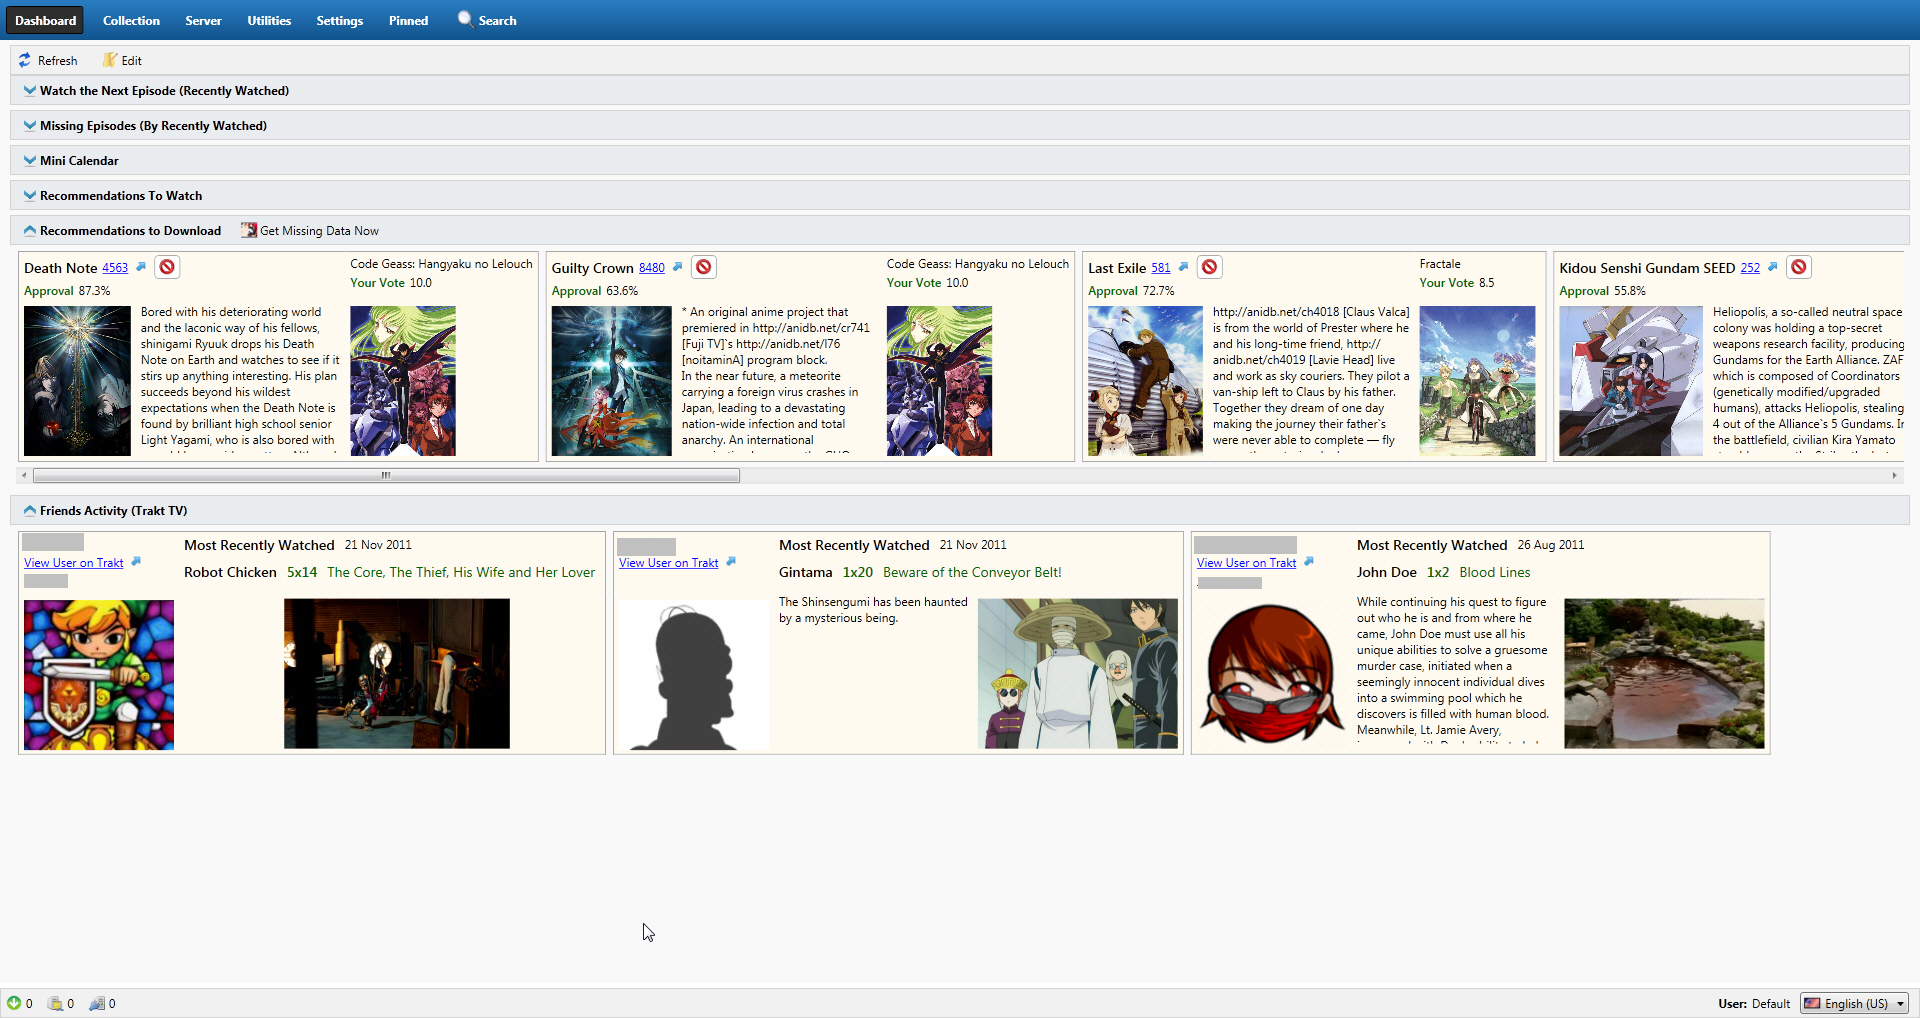 Dashboard Collection Server Utilities Settings Pinned Search
Refresh Edit
Watch the Next Episode (Recently Watched)
Missing Episodes (By Recently Watched)
Mini Calendar
Recommendations To Watch
Recommendations to Download Get Missing Data Now
Death Note 4563
Approval 87.3%
Bored with his deteriorating world
and the laconic way of his fellows,
shinigami Ryuuk drops his Death
Note on Earth and watches to see if it
stirs up anything interesting. His plan
succeeds beyond his wildest
expectations when the Death Note is
found by brilliant high school senior
Light Yagami, who is also bored with
Code Geass: Hangyaku no Lelouch
Your Vote 10.0
Guilty Crown 8480
Approval 63.6%
* An original anime project that
premiered in http://anidb.net/cr741
[Fuji TV]`s http://anidb.net/l76
[noitaminA] program block.
In the near future, a meteorite
carrying a foreign virus crashes in
Japan, leading to a devastating
nation-wide infection and total
anarchy. An international
Code Geass: Hangyaku no Lelouch
Your Vote 10.0
Last Exile 581
Approval 72.7%
http://anidb.net/ch4018 [Claus Valca]
is from the world of Prester where he
and his long-time friend, http://
anidb.net/ch4019 [Lavie Head] live
and work as sky couriers. They pilot a
van-ship left to Claus by his father.
Together they dream of one day
making the journey their father`s
were never able to complete — fly
Fractale
Your Vote 8.5
Kidou Senshi Gundam SEED 252
Approval 55.8%
Heliopolis, a so-called neutral space
colony was holding a top-secret
weapons research facility, producing
Gundams for the Earth Alliance. ZAF
which is composed of Coordinators
(genetically modified/upgraded
humans), attacks Heliopolis, stealing
4 out of the Alliance`s 5 Gundams. In
the battlefield, civilian Kira Yamato
Friends Activity (Trakt TV)
View User on Trakt
Most Recently Watched 21 Nov 2011
Robot Chicken 5x14 The Core, The Thief, His Wife and Her Lover
View User on Trakt
Most Recently Watched 21 Nov 2011
Gintama 1x20 Beware of the Conveyor Belt!
The Shinsengumi has been haunted
by a mysterious being.
View User on Trakt
Most Recently Watched 26 Aug 2011
John Doe 1x2 Blood Lines
While continuing his quest to figure
out who he is and from where he
came, John Doe must use all his
unique abilities to solve a gruesome
murder case, initiated when a
seemingly innocent individual dives
into a swimming pool which he
discovers is filled with human blood.
Meanwhile, Lt. Jamie Avery,
0 0 0
User: Default English (US)